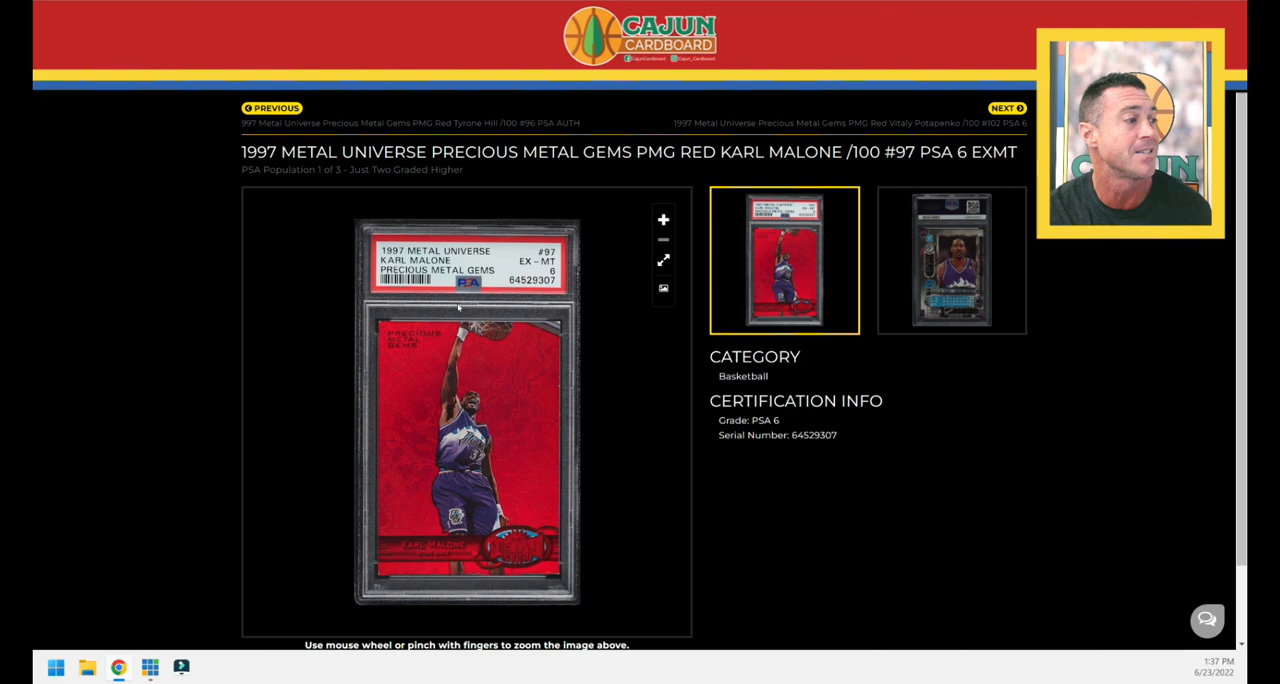 CAJUN
CARDBOARD
CajunCardboard Cajun_Cardboard
PREVIOUS
NEXT
997 Metal Universe Precious Metal Gems PMG Red Tyrone Hill /100 #96 PSA AUTH
1997 Metal Universe Precious Metal Gems PMG Red Vitaly Potapenko /100 #102 PSA 6
1997 METAL UNIVERSE PRECIOUS METAL GEMS PMG RED KARL MALONE /100 #97 PSA 6 EXMT
PSA Population 1 of 3 - Just Two Graded Higher
1997 METAL UNIVERSE #97
KARL MALONE EX - MT
PRECIOUS METAL GEMS 6
PSA 64529307
PRECIOUS
METAL
GEMS
KARL MALONE
METAL
CATEGORY
Basketball
CERTIFICATION INFO
Grade: PSA 6
Serial Number: 64529307
Use mouse wheel or pinch with fingers to zoom the image above.
1:37 PM
6/23/2022